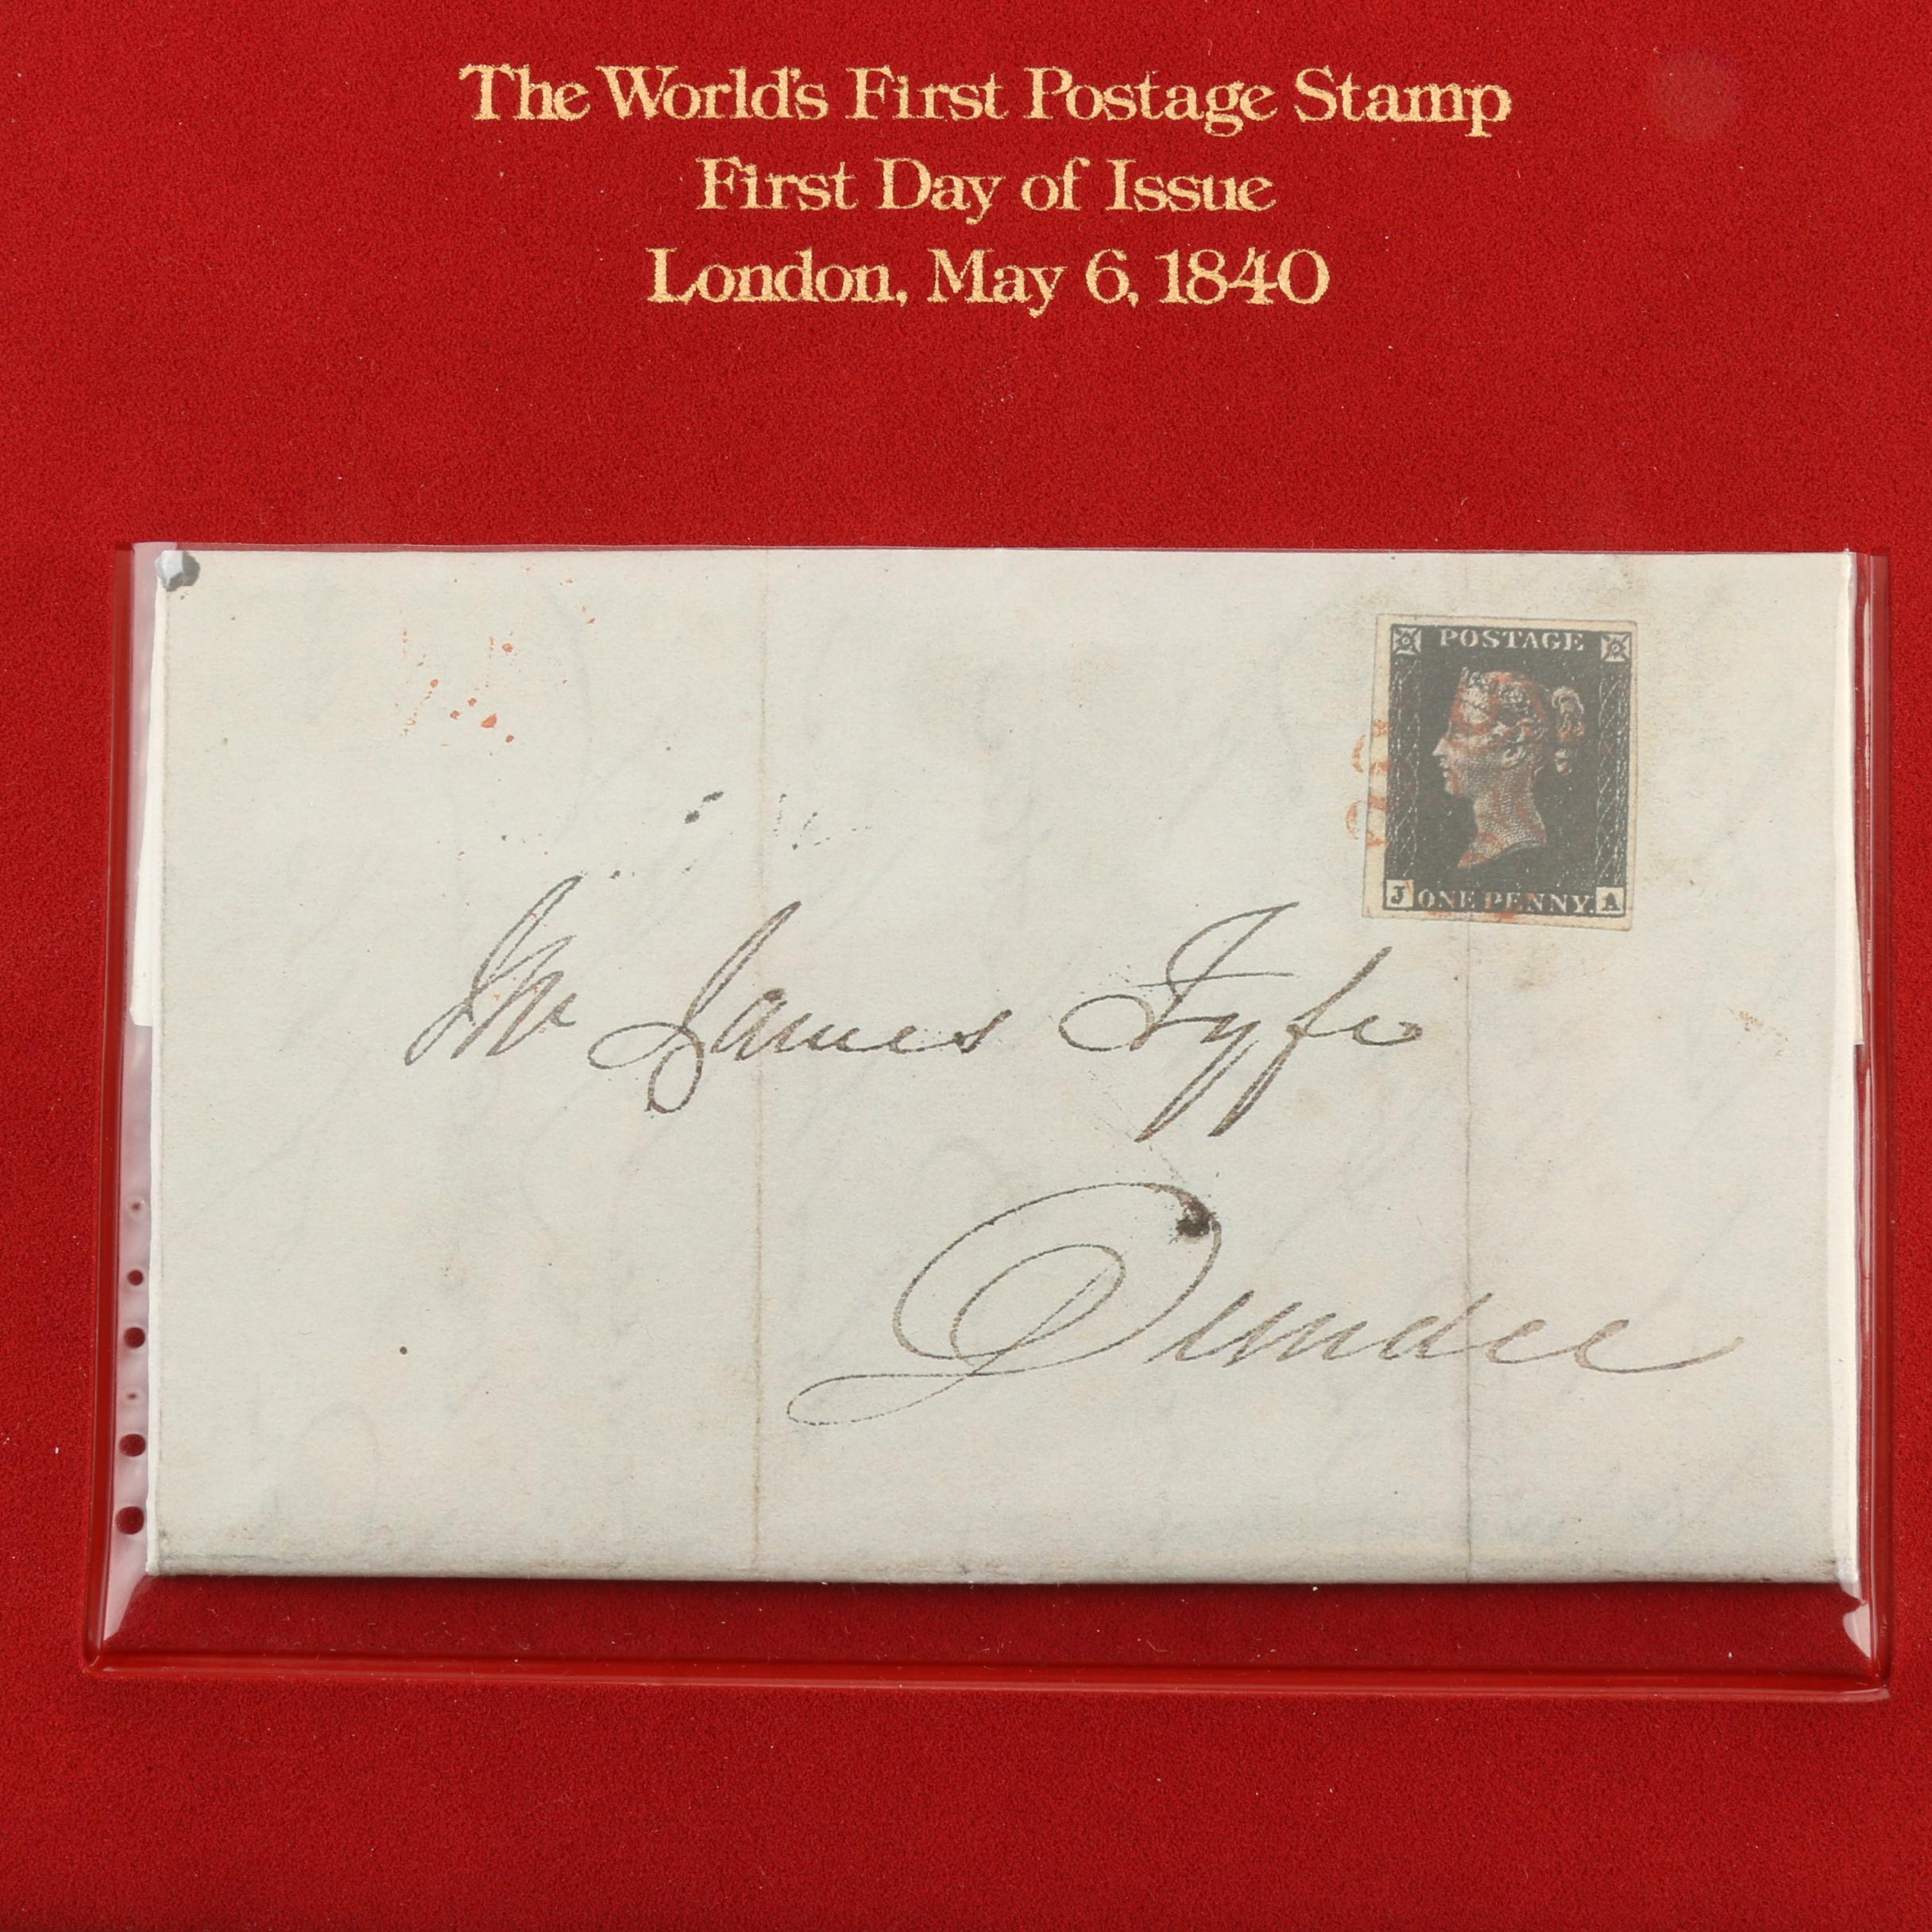 The World's First Postage Stamp
First Day of Issue
London, May 6, 1840
POSTAGE
J ONE PENNY. A
Mr James Fyfe
Dundee